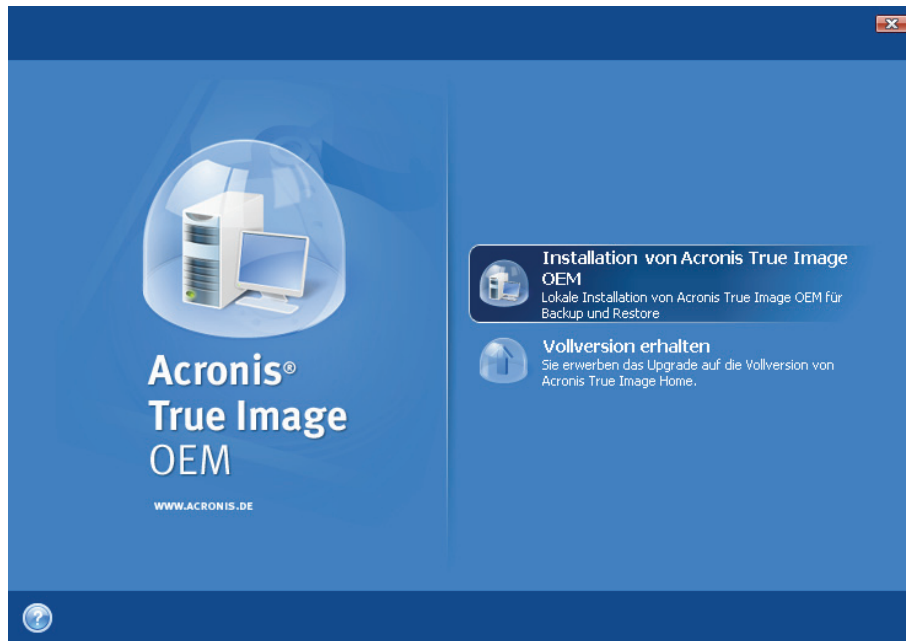 Acronis®
True Image
OEM
WWW.ACRONIS.DE
Installation von Acronis True Image
OEM
Lokale Installation von Acronis True Image OEM für
Backup und Restore
Vollversion erhalten
Sie erwerben das Upgrade auf die Vollversion von
Acronis True Image Home.